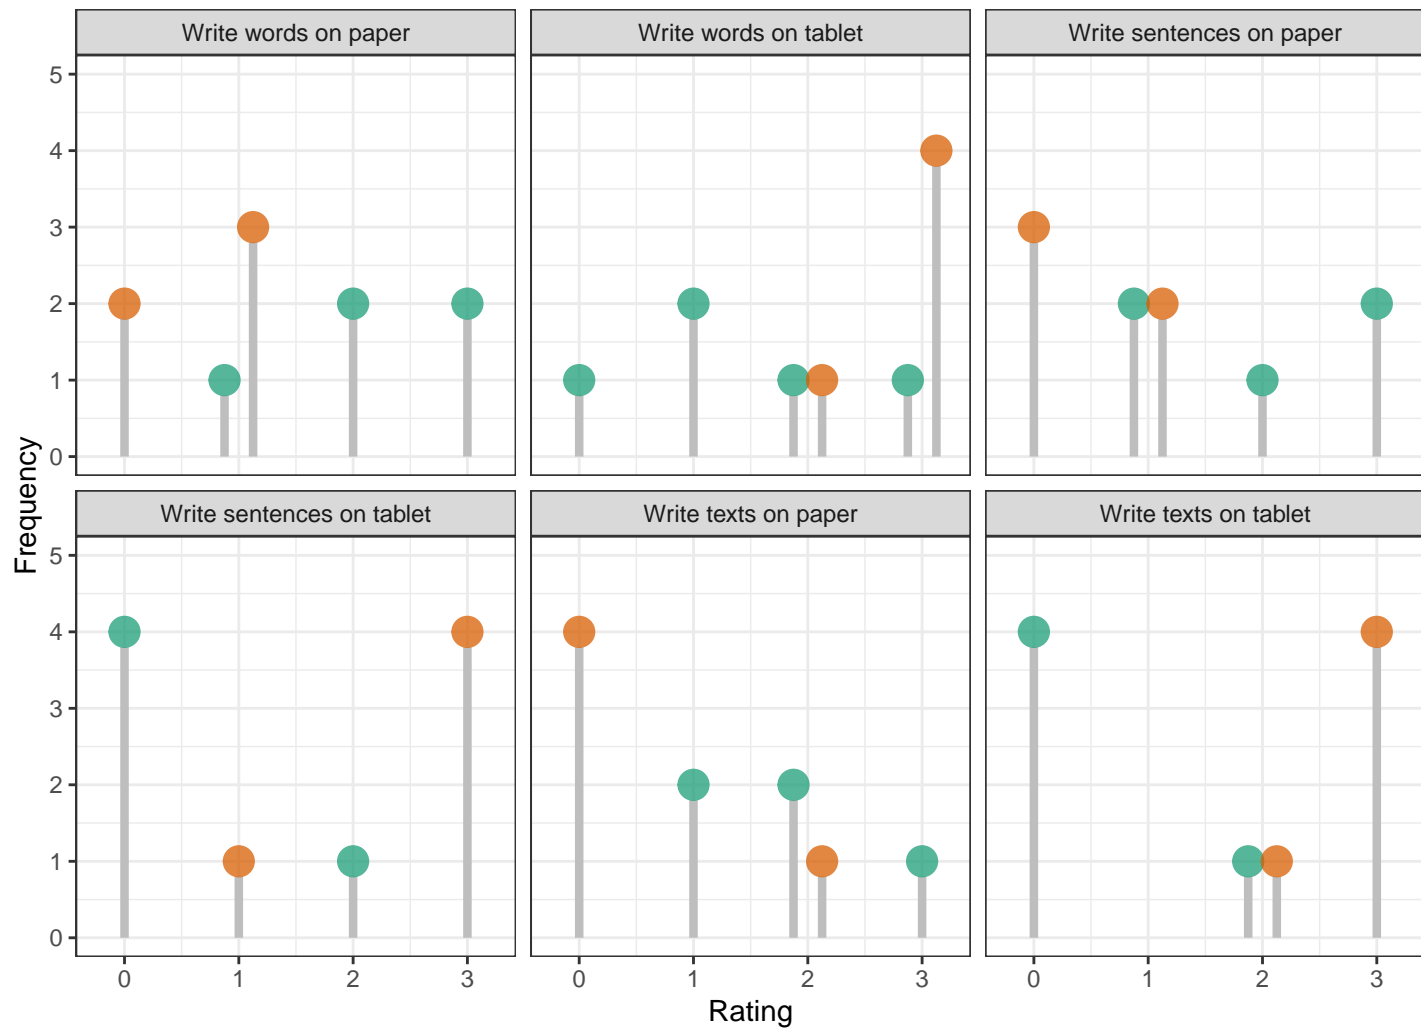 Write words on paper
Write words on tablet
Write sentences on paper
5
4
3
2
1
0
Frequency
Write sentences on tablet
Write texts on paper
Write texts on tablet
5
4
3
2
1
0
0 1 2 3
0 1 2 3
0 1 2 3
Rating